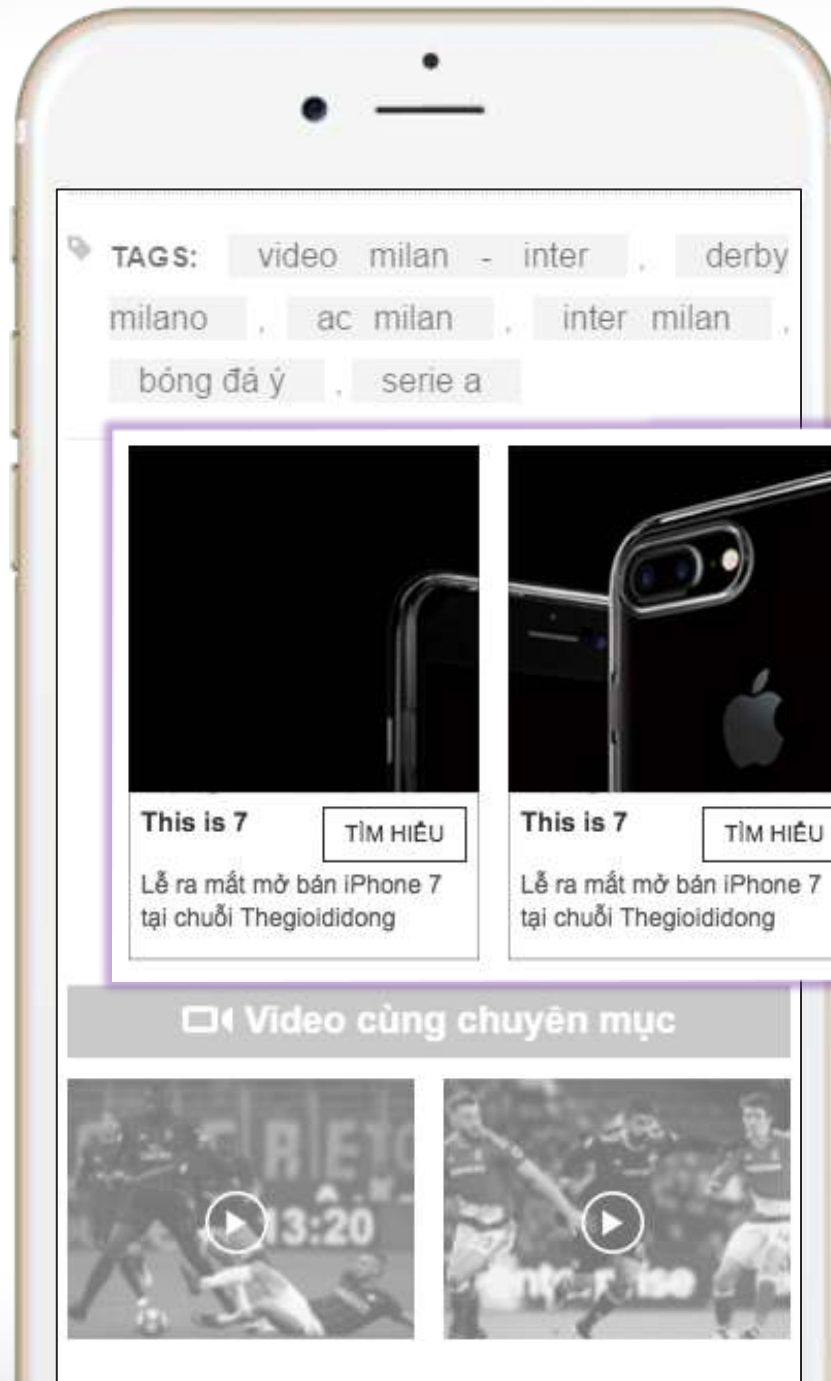 TAGS: video milan - inter , derby
milano , ac milan , inter milan ,
bóng đá ý , serie a
This is 7
TÌM HIỂU
Lễ ra mắt mở bán iPhone 7
tại chuỗi Thegioididong
This is 7
TÌM HIỂU
Lễ ra mắt mở bán iPhone 7
tại chuỗi Thegioididong
Video cùng chuyên mục
13:20